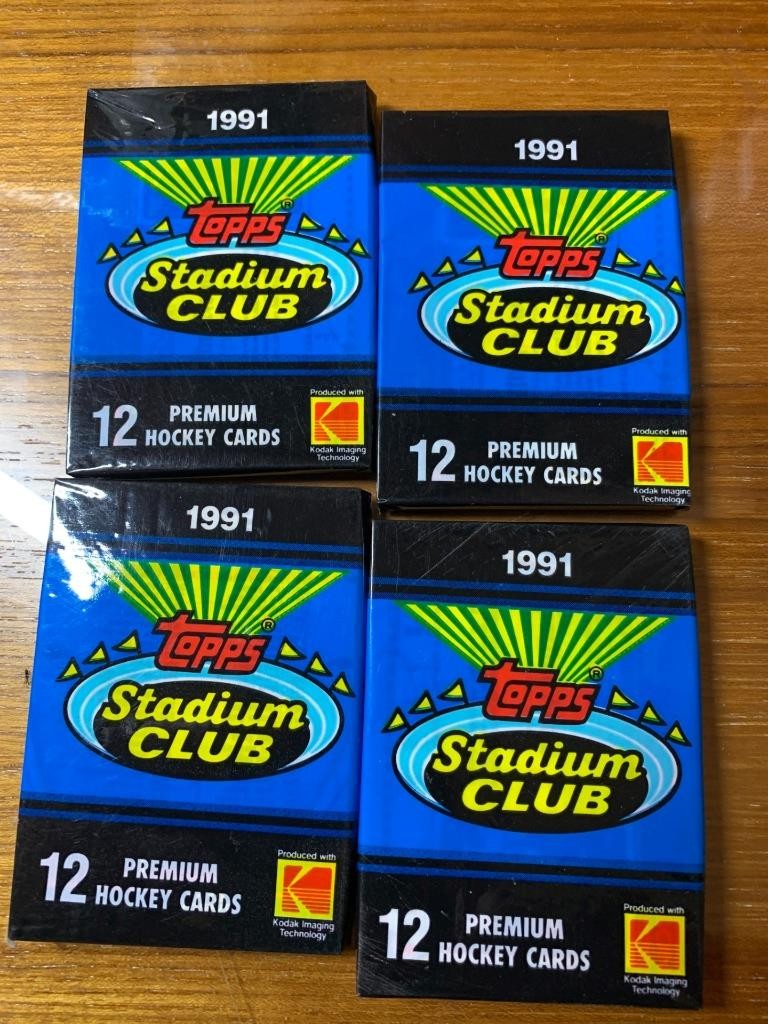 1991
topps®
Stadium
CLUB
12 PREMIUM
HOCKEY CARDS
Produced with
Kodak Imaging
Technology
1991
topps®
Stadium
CLUB
12 PREMIUM
HOCKEY CARDS
Produced with
Kodak Imaging
Technology
1991
topps®
Stadium
CLUB
12 PREMIUM
HOCKEY CARDS
Produced with
Kodak Imaging
Technology
1991
topps®
Stadium
CLUB
12 PREMIUM
HOCKEY CARDS
Produced with
Kodak Imaging
Technology